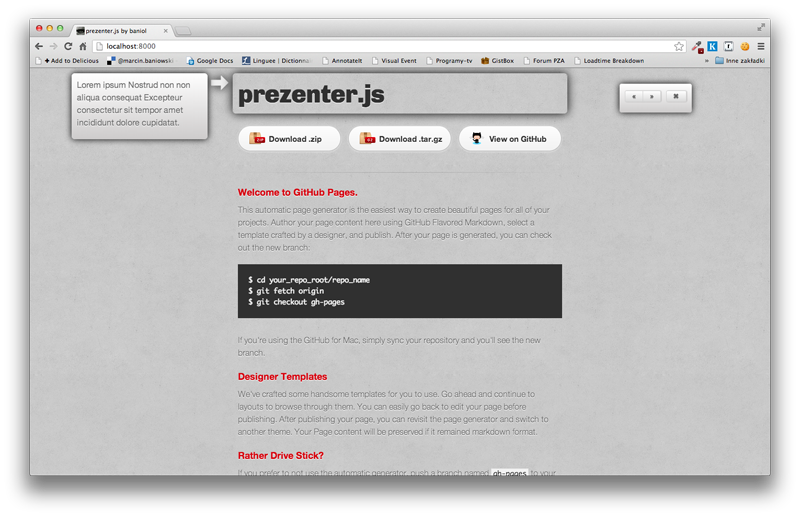 prezenter.js by baniol
localhost:8000
Add to Delicious
@marcin.baniowski
Google Docs
Linguee | Dictionna
AnnotateIt
Visual Event
Programy-tv
GistBox
Forum PZA
Loadtime Breakdown
»
Inne zakładki
Lorem ipsum Nostrud non non
aliqua consequat Excepteur
consectetur sit tempor amet
incididunt dolore cupidatat.
prezenter.js
« » ✖
Download .zip
Download .tar.gz
View on GitHub
Welcome to GitHub Pages.
This automatic page generator is the easiest way to create beautiful pages for all of your
projects. Author your page content here using GitHub Flavored Markdown, select a
template crafted by a designer, and publish. After your page is generated, you can check
out the new branch:
$ cd your_repo_root/repo_name
$ git fetch origin
$ git checkout gh-pages
If you're using the GitHub for Mac, simply sync your repository and you'll see the new
branch.
Designer Templates
We've crafted some handsome templates for you to use. Go ahead and continue to
layouts to browse through them. You can easily go back to edit your page before
publishing. After publishing your page, you can revisit the page generator and switch to
another theme. Your Page content will be preserved if it remained markdown format.
Rather Drive Stick?
If you prefer to not use the automatic generator, push a branch named gh-pages to your